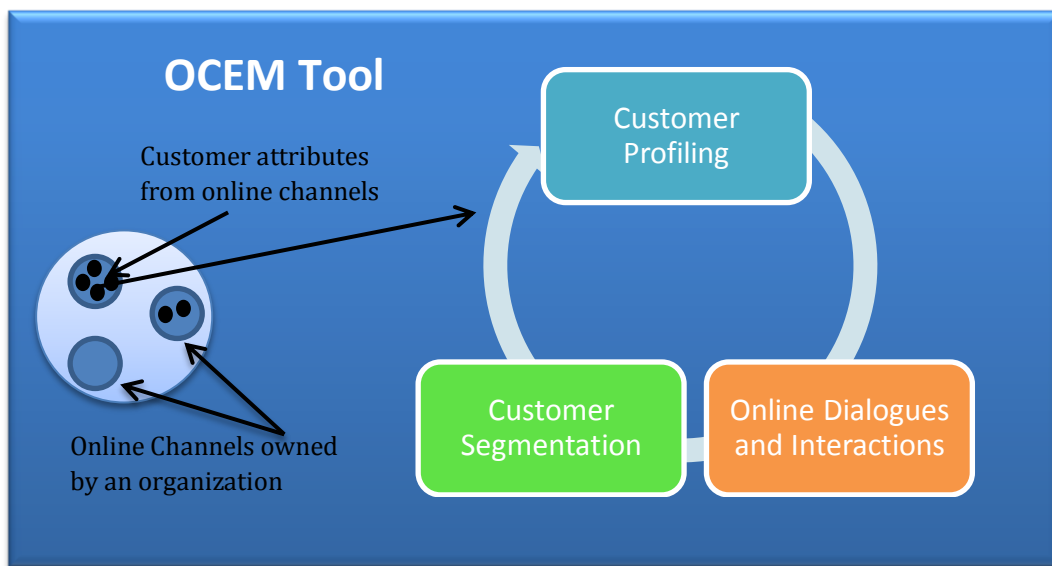 OCEM Tool
Customer attributes
from online channels
Online Channels owned
by an organization
Customer
Profiling
Customer
Segmentation
Online Dialogues
and Interactions